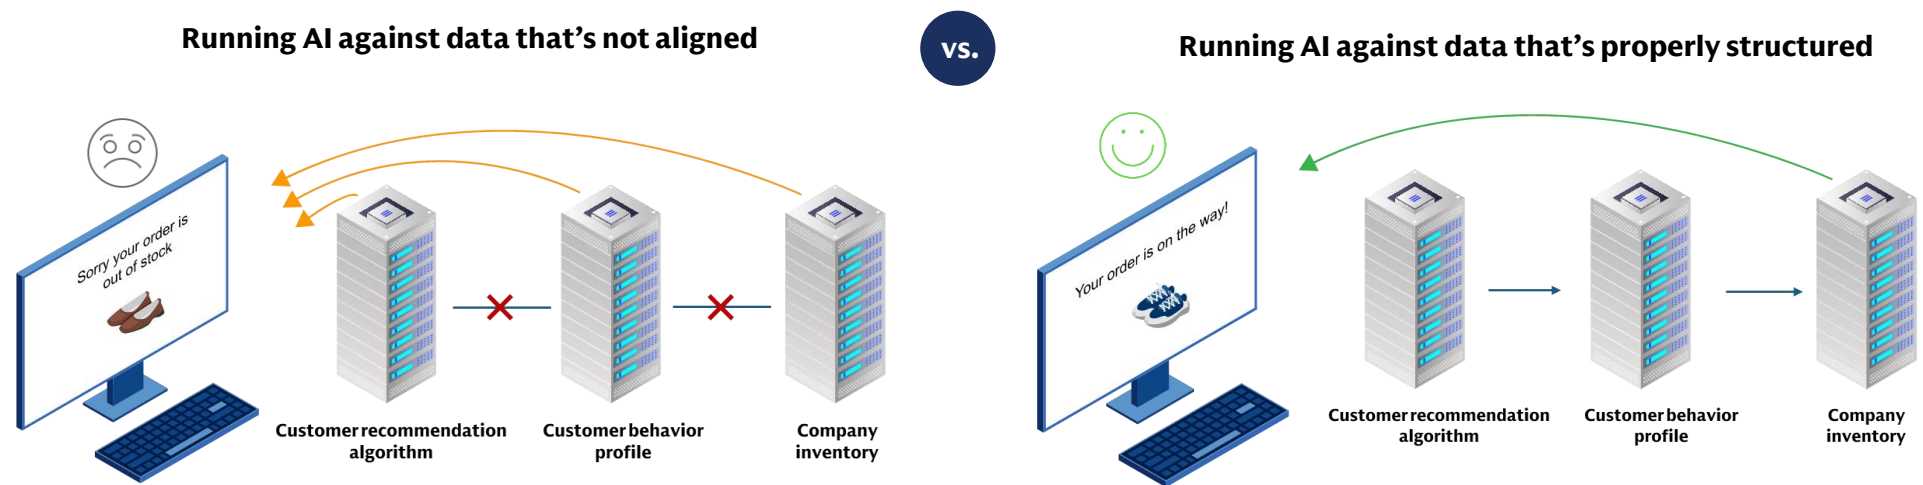 Running AI against data that's not aligned
vs.
Running AI against data that's properly structured
Sorry your order is
out of stock
Customer recommendation
algorithm
Customer behavior
profile
Company
inventory
Your order is on the way!
Customer recommendation
algorithm
Customer behavior
profile
Company
inventory